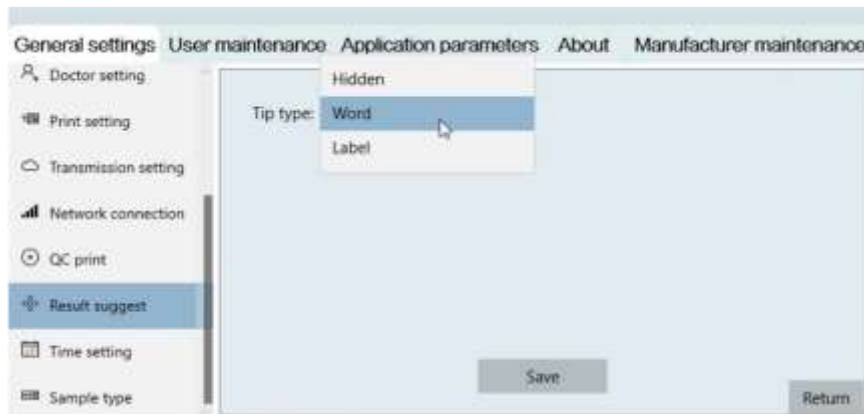 General settings User maintenance Application parameters About Manufacturer maintenance
Doctor setting
Print setting
Transmission setting
Network connection
QC print
Result suggest
Time setting
Sample type
Tip type:
Hidden
Word
Label
Save
Return